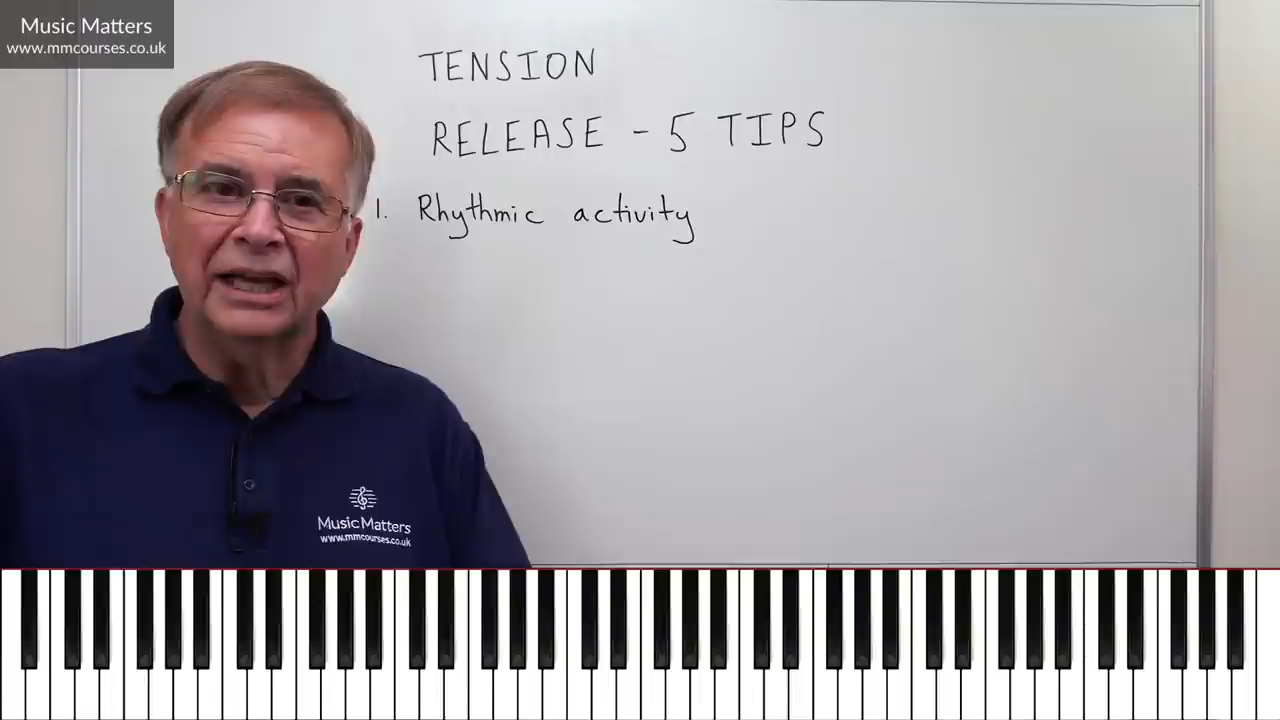 Music Matters
www.mmcourses.co.uk
TENSION
RELEASE - 5 TIPS
1. Rhythmic activity
Music Matters
www.mmcourses.co.uk